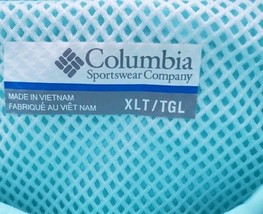 Columbia
Sportswear Company
MADE IN VIETNAM
FABRIQUÉ AU VIÊT NAM
XLT/TGL